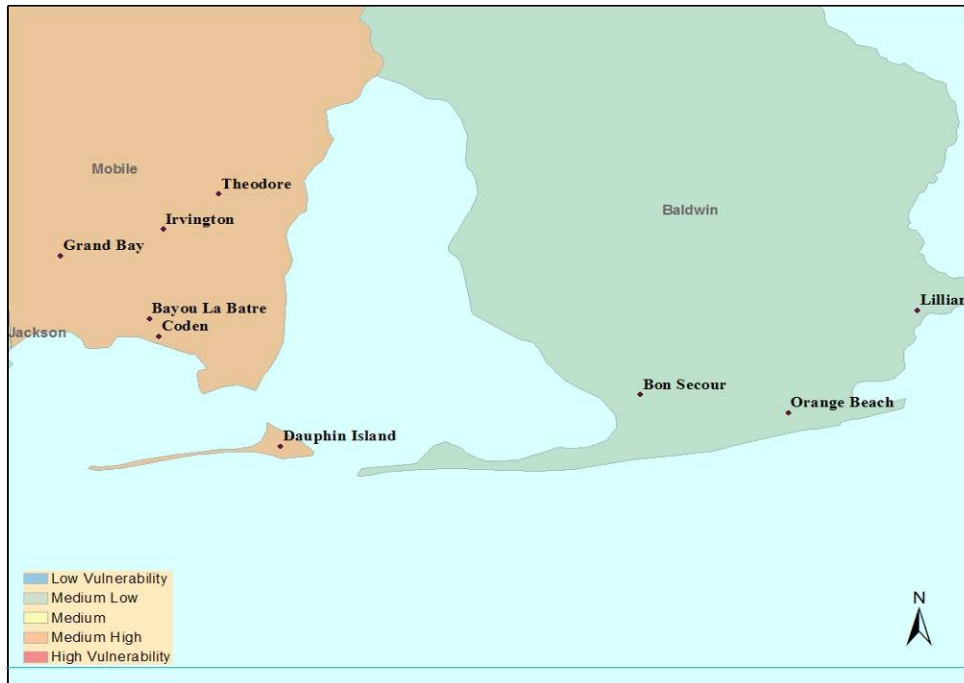 Mobile
Theodore
Irvington
Grand Bay
Baldwin
Bayou La Batre
Coden
Jackson
Lillian
Bon Secour
Orange Beach
Dauphin Island
Low Vulnerability
Medium Low
Medium
Medium High
High Vulnerability
N